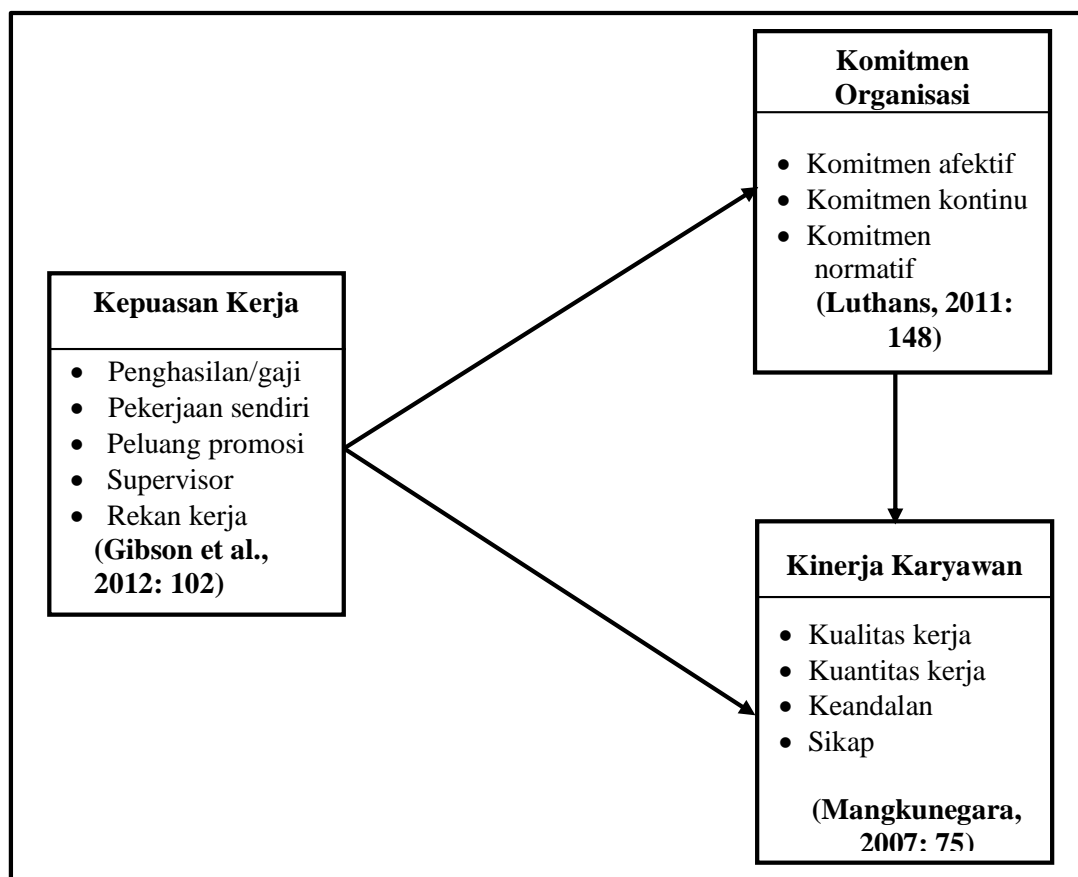 Komitmen
Organisasi
• Komitmen afektif
• Komitmen kontinu
• Komitmen
normatif
(Luthans, 2011:
148)
Kepuasan Kerja
• Penghasilan/gaji
• Pekerjaan sendiri
• Peluang promosi
• Supervisor
• Rekan kerja
(Gibson et al.,
2012: 102)
Kinerja Karyawan
• Kualitas kerja
• Kuantitas kerja
• Keandalan
• Sikap
(Mangkunegara,
2007: 75)